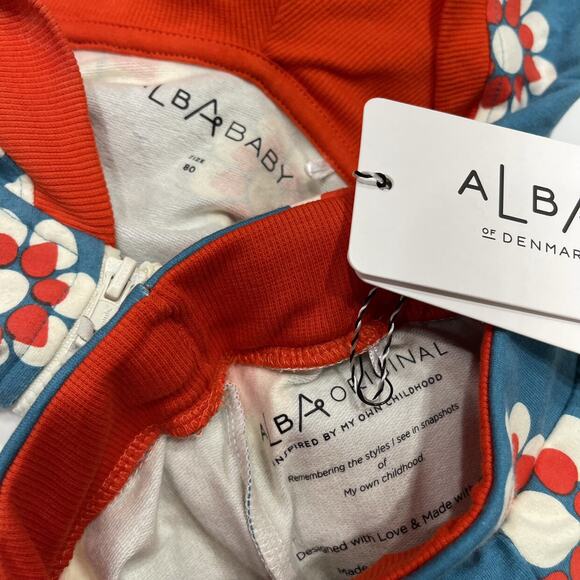 ALBA BABY
SIZE
80
ALBA
OF DENMAR
ALBA ORIGINAL
INSPIRED BY MY OWN CHILDHOOD
Remembering the styles I see in snapshots
of
My own childhood.
Designed with Love & Made with
Made